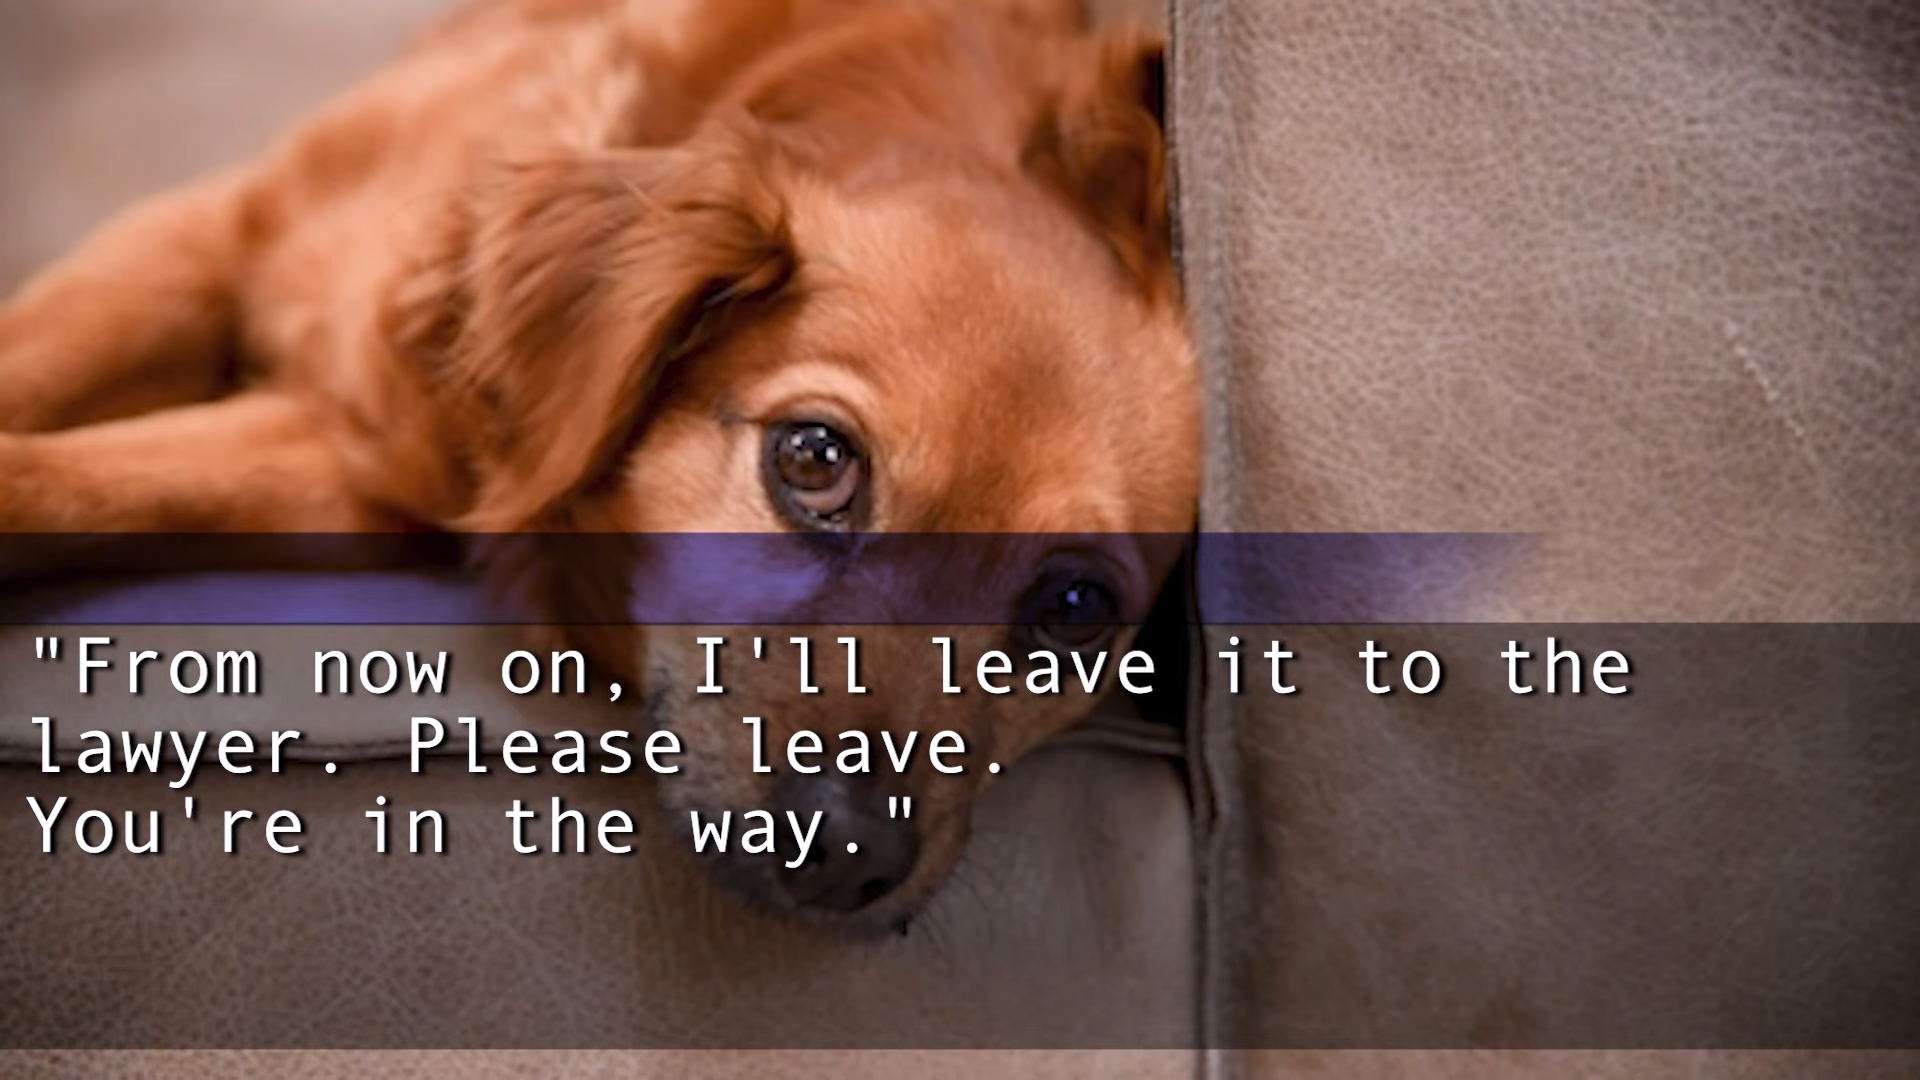 "From now on, I'll leave it to the
lawyer. Please leave.
You're in the way."